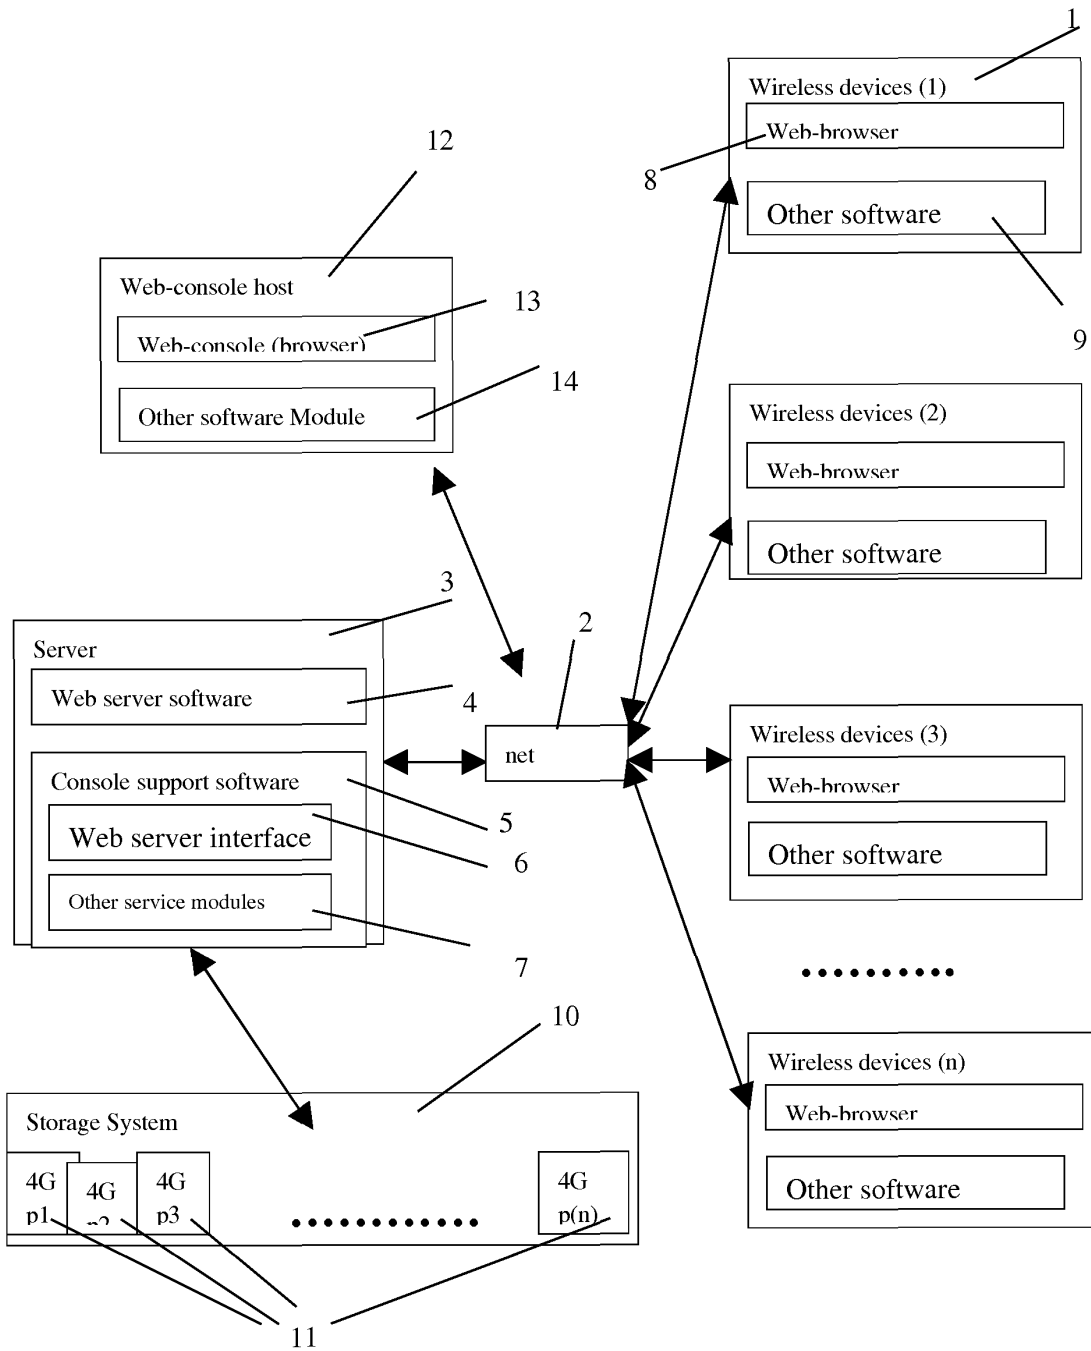 1
Wireless devices (1)
Web-browser
8
Other software
9
12
Web-console host
13
Web-console (browser)
14
Other software Module
Wireless devices (2)
Web-browser
Other software
3
Server
Web server software
4
Console support software
5
Web server interface
6
Other service modules
7
2
net
Wireless devices (3)
Web-browser
Other software
..........
Wireless devices (n)
Web-browser
Other software
10
Storage System
4G
p1
4G
p2
4G
p3
............
4G
p(n)
11